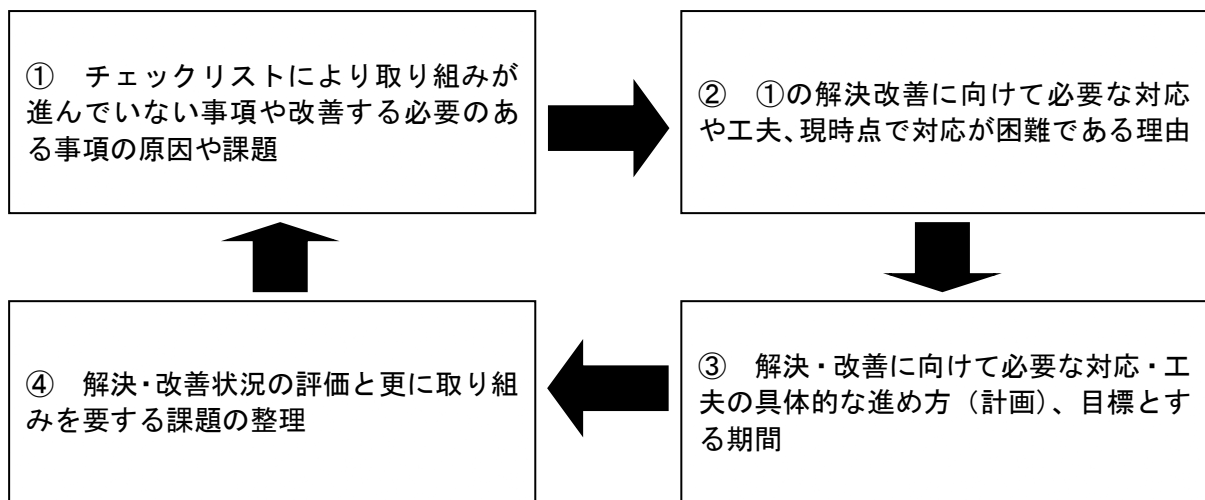 ① チェックリストにより取り組みが
進んでいない事項や改善する必要のあ
る事項の原因や課題
② ①の解決改善に向けて必要な対応
や工夫、現時点で対応が困難である理由
③ 解決・改善に向けて必要な対応・工
夫の具体的な進め方（計画）、目標とす
る期間
④ 解決・改善状況の評価と更に取り組
みを要する課題の整理